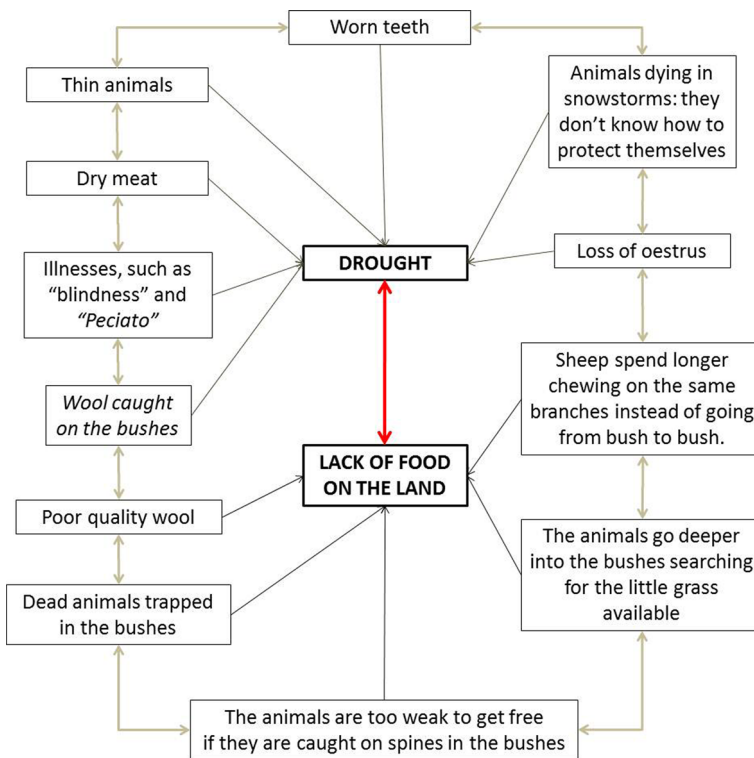 Worn teeth
Thin animals
Animals dying in
snowstorms: they
don't know how to
protect themselves
Dry meat
DROUGHT
Loss of oestrus
Illnesses, such as
“blindness” and
“Peciato”
Sheep spend longer
chewing on the same
branches instead of going
from bush to bush.
Wool caught
on the bushes
LACK OF FOOD
ON THE LAND
Poor quality wool
The animals go deeper
into the bushes searching
for the little grass
available
Dead animals trapped
in the bushes
The animals are too weak to get free
if they are caught on spines in the bushes